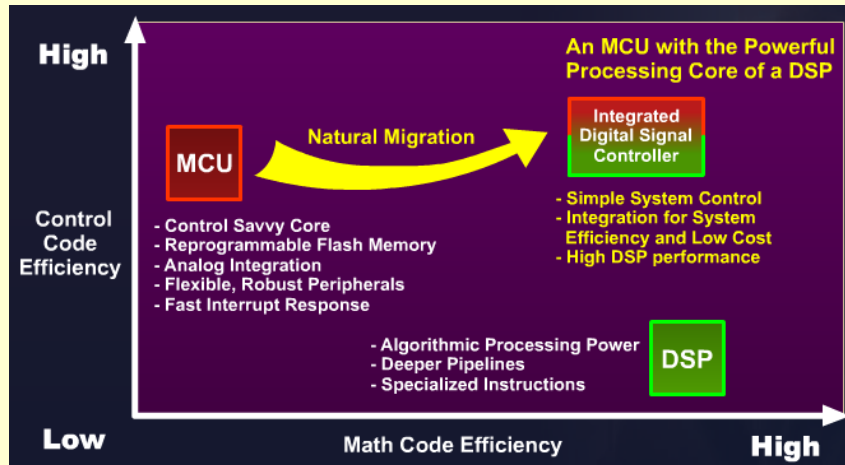 High
An MCU with the Powerful
Processing Core of a DSP
Natural Migration
MCU
Integrated
Digital Signal
Controller
Control
Code
Efficiency
- Control Savvy Core
- Reprogrammable Flash Memory
- Analog Integration
- Flexible, Robust Peripherals
- Fast Interrupt Response
- Simple System Control
- Integration for System
Efficiency and Low Cost
- High DSP performance
- Algorithmic Processing Power
- Deeper Pipelines
- Specialized Instructions
DSP
Low
Math Code Efficiency
High